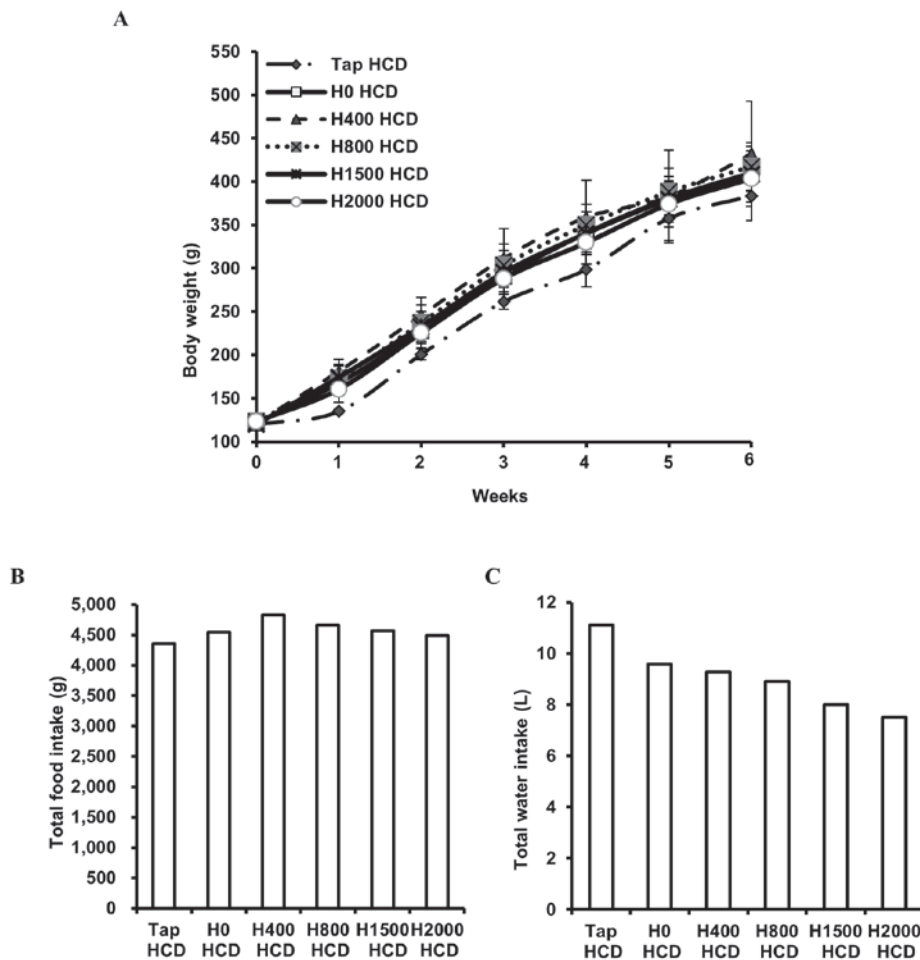 A
550
500
450
400
350
300
250
200
150
100
Body weight (g)
Tap HCD
H0 HCD
H400 HCD
H800 HCD
H1500 HCD
H2000 HCD
0 1 2 3 4 5 6
Weeks
B
5,000
4,500
4,000
3,500
3,000
2,500
2,000
1,500
1,000
500
0
Total food intake (g)
Tap H0 H400 H800 H1500 H2000
HCD HCD HCD HCD HCD HCD
C
12
10
8
6
4
2
0
Total water intake (L)
Tap H0 H400 H800 H1500 H2000
HCD HCD HCD HCD HCD HCD